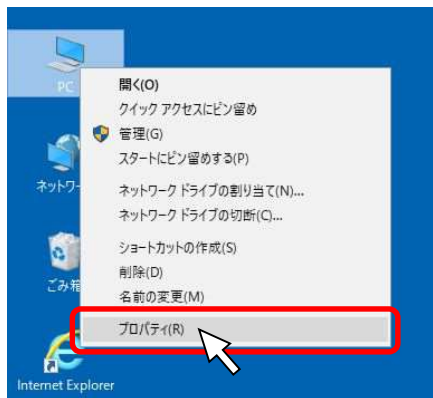 PC
開く(O)
クイック アクセスにピン留め
管理(G)
スタートにピン留めする(P)
ネットワーク ドライブの割り当て(N)...
ネットワーク ドライブの切断(C)...
ショートカットの作成(S)
削除(D)
名前の変更(M)
プロパティ(R)
ネットワー
ごみ箱
Internet Explorer